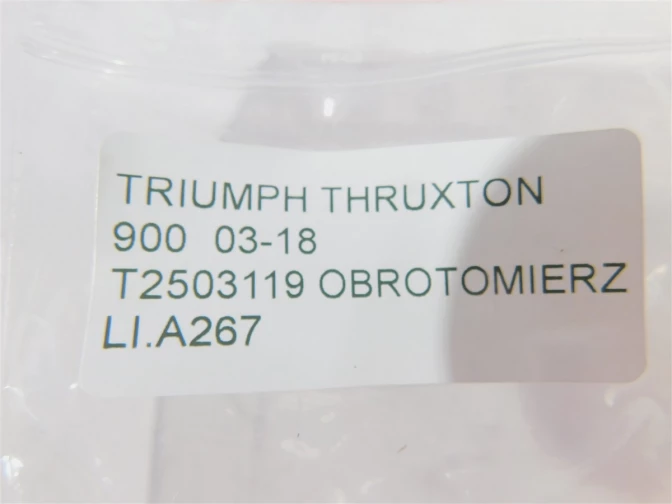 TRIUMPH THRUXTON
900 03-18
T2503119 OBROTOMIERZ
LI.A267